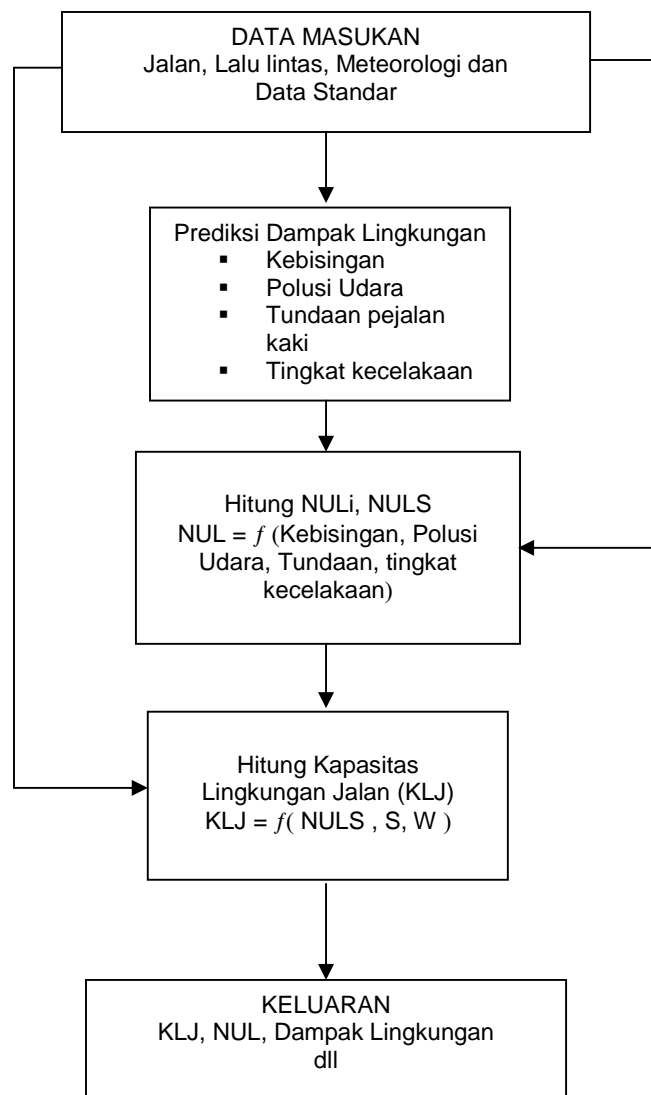 DATA MASUKAN
Jalan, Lalu lintas, Meteorologi dan
Data Standar
Prediksi Dampak Lingkungan
▪ Kebisingan
▪ Polusi Udara
▪ Tundaan pejalan
kaki
▪ Tingkat kecelakaan
Hitung NULi, NULS
NUL = f (Kebisingan, Polusi
Udara, Tundaan, tingkat
kecelakaan)
Hitung Kapasitas
Lingkungan Jalan (KLJ)
KLJ = f( NULS , S, W )
KELUARAN
KLJ, NUL, Dampak Lingkungan
dll